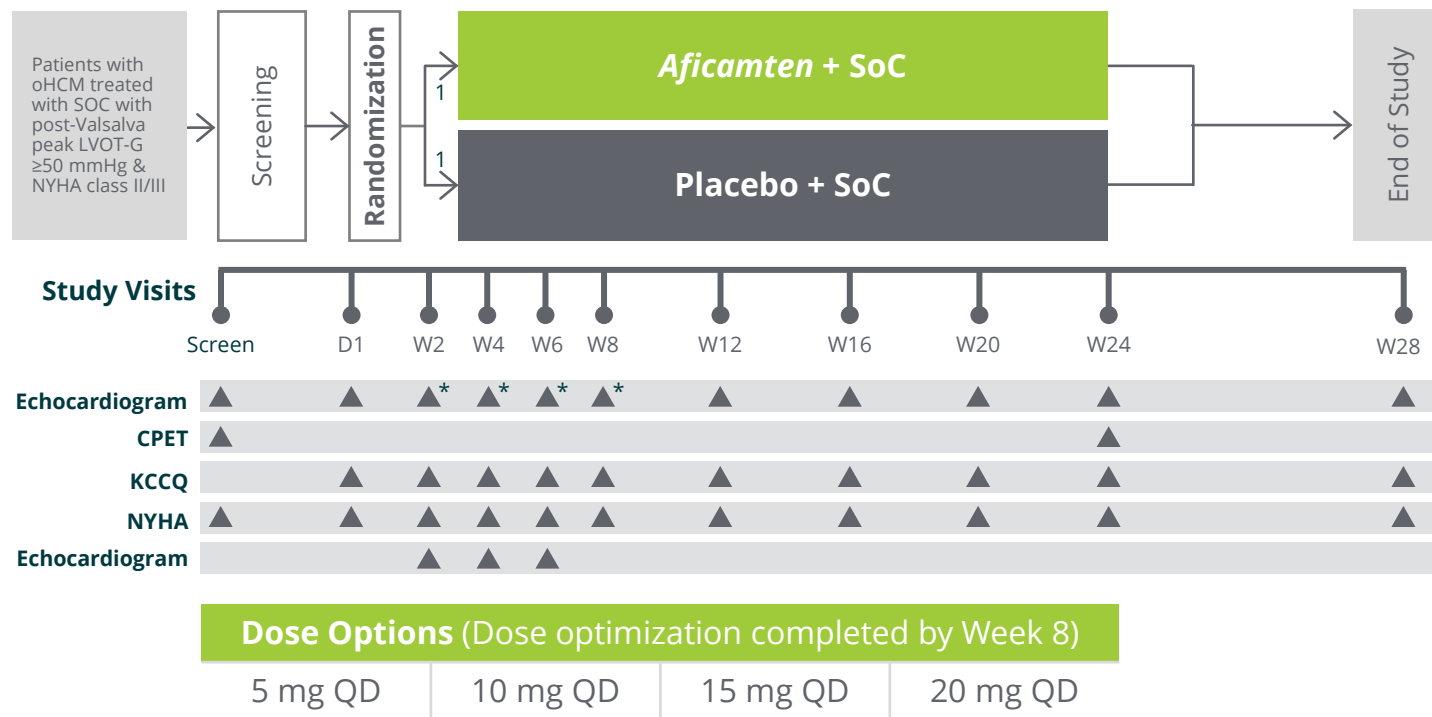 Patients with
oHCM treated
with SOC with
post-Valsalva
peak LVOT-G
≥50 mmHg &
NYHA class II/III
Screening
Randomization
1
1
Aficamten + SoC
Placebo + SoC
End of Study
Study Visits
Screen D1 W2 W4 W6 W8 W12 W16 W20 W24 W28
Echocardiogram * * * *
CPET
KCCQ
NYHA
Echocardiogram
Dose Options (Dose optimization completed by Week 8)
5 mg QD 10 mg QD 15 mg QD 20 mg QD